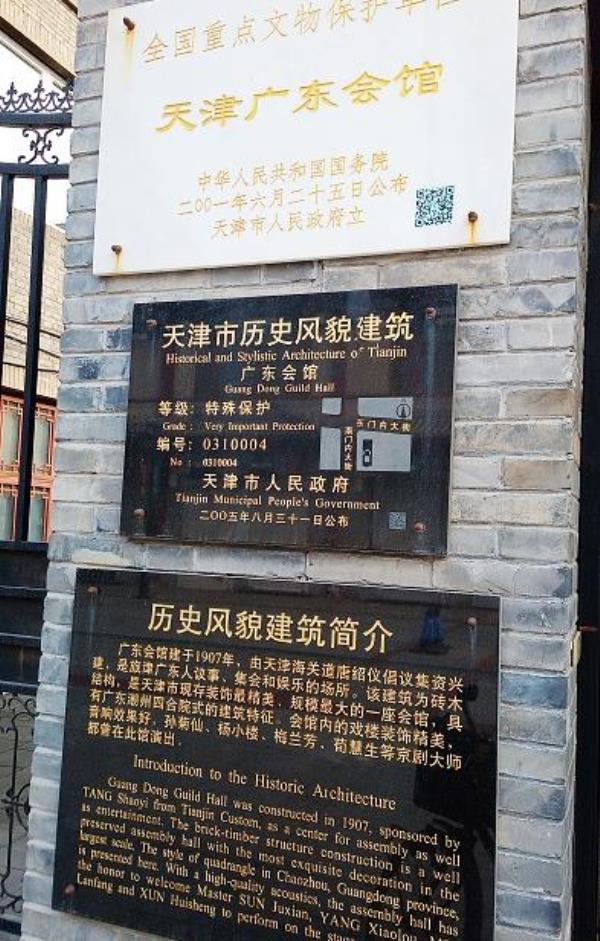 全国重点文物保护单位
天津广东会馆
中华人民共和国国务院
二〇〇一年六月二十五日公布
天津市人民政府立
天津市历史风貌建筑
Historical and Stylistic Architecture of Tianjin
广东会馆
Guang Dong Guild Hall
等级：特殊保护
Grade : Very Important Protection
编号：0310004
No : 0310004
东门内大街
南门内大街
天津市人民政府
Tianjin Municipal People's Government
二〇〇五年八月三十一日公布
历史风貌建筑简介
广东会馆建于1907年，由天津海关道唐绍仪倡议集资兴
建，是旅津广东人议事、集会和娱乐的场所。该建筑为砖木
结构，是天津市现存装饰最精美、规模最大的一座会馆，具
有广东潮州四合院式的建筑特征。会馆内的戏楼装饰精美，
音响效果好，孙菊仙、杨小楼、梅兰芳、荀慧生等京剧大师
都曾在此馆演出。
Introduction to the Historic Architecture
Guang Dong Guild Hall was constructed in 1907, sponsored by
TANG Shaoyi from Tianjin Custom, as a center for assembly as well
as entertainment. The brick-timber structure construction is a well
preserved assembly hall with the most exquisite decoration in the
largest scale. The style of quadrangle in Chaozhou, Guangdong province,
is presented here. With a high-quality acoustics, the assembly hall has
the honor to welcome Master SUN Juxian, YANG Xiaolou,
Lanfang and XUN Huisheng to perform on the